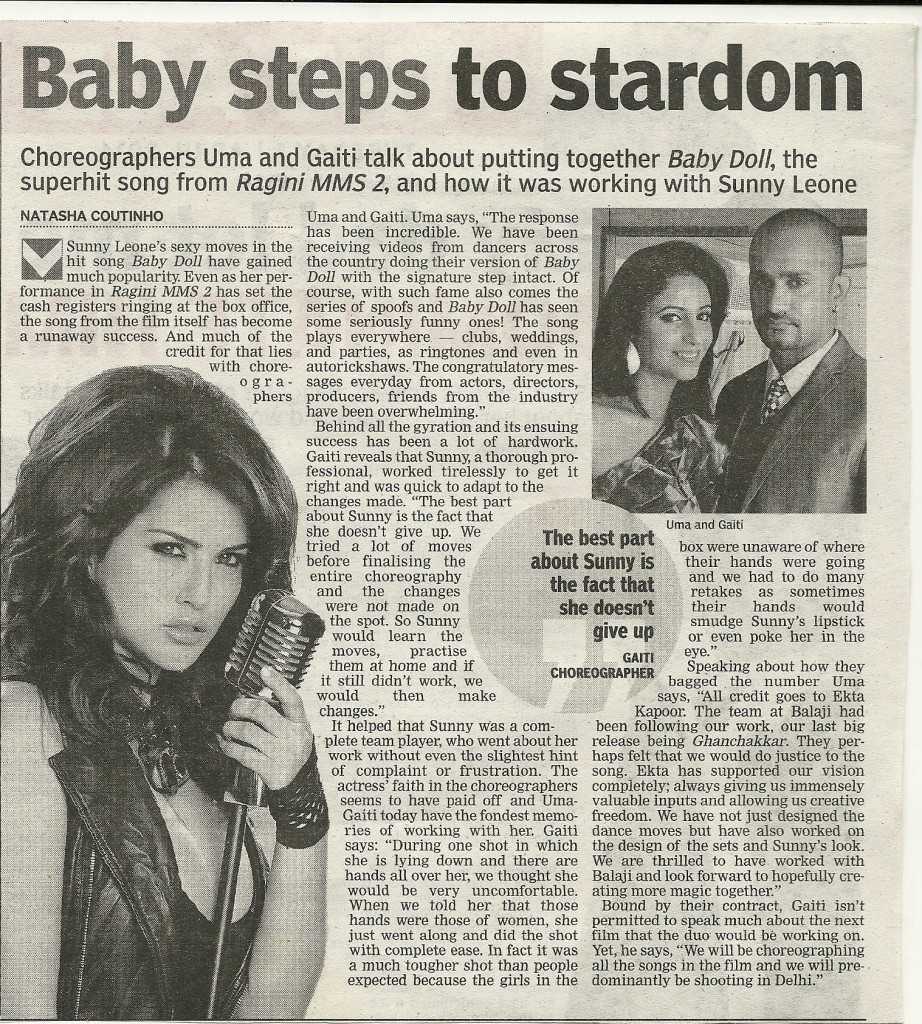 Baby steps to stardom
Choreographers Uma and Gaiti talk about putting together Baby Doll, the
superhit song from Ragini MMS 2, and how it was working with Sunny Leone
NATASHA COUTINHO
Sunny Leone's sexy moves in the
hit song Baby Doll have gained
much popularity. Even as her per-
formance in Ragini MMS 2 has set the
cash registers ringing at the box office,
the song from the film itself has become
a runaway success. And much of the
credit for that lies
with chore-
ogra-
phers
Uma and Gaiti. Uma says, "The response
has been incredible. We have been
receiving videos from dancers across
the country doing their version of Baby
Doll with the signature step intact. Of
course, with such fame also comes the
series of spoofs and Baby Doll has seen
some seriously funny ones! The song
plays everywhere — clubs, weddings,
and parties, as ringtones and even in
autorickshaws. The congratulatory mes-
sages everyday from actors, directors,
producers, friends from the industry
have been overwhelming."
Behind all the gyration and its ensuing
success has been a lot of hardwork.
Gaiti reveals that Sunny, a thorough pro-
fessional, worked tirelessly to get it
right and was quick to adapt to the
changes made. "The best part
about Sunny is the fact that
she doesn't give up. We
tried a lot of moves
before finalising the
entire choreography
and the changes
were not made on
the spot. So Sunny
would learn the
moves, practise
them at home and if
it still didn't work, we
would then make
changes."
It helped that Sunny was a com-
plete team player, who went about her
work without even the slightest hint
of complaint or frustration. The
actress' faith in the choreographers
seems to have paid off and Uma-
Gaiti today have the fondest memo-
ries of working with her. Gaiti
says: "During one shot in which
she is lying down and there are
hands all over her, we thought she
would be very uncomfortable.
When we told her that those
hands were those of women, she
just went along and did the shot
with complete ease. In fact it was
a much tougher shot than people
expected because the girls in the
Uma and Gaiti
The best part
about Sunny is
the fact that
she doesn't
give up
GAITI
CHOREOGRAPHER
box were unaware of where
their hands were going
and we had to do many
retakes as sometimes
their hands would
smudge Sunny's lipstick
or even poke her in the
eye."
Speaking about how they
bagged the number Uma
says, "All credit goes to Ekta
Kapoor. The team at Balaji had
been following our work, our last big
release being Ghanchakkar. They per-
haps felt that we would do justice to the
song. Ekta has supported our vision
completely; always giving us immensely
valuable inputs and allowing us creative
freedom. We have not just designed the
dance moves but have also worked on
the design of the sets and Sunny's look.
We are thrilled to have worked with
Balaji and look forward to hopefully cre-
ating more magic together."
Bound by their contract, Gaiti isn't
permitted to speak much about the next
film that the duo would be working on.
Yet, he says, "We will be choreographing
all the songs in the film and we will pre-
dominantly be shooting in Delhi."